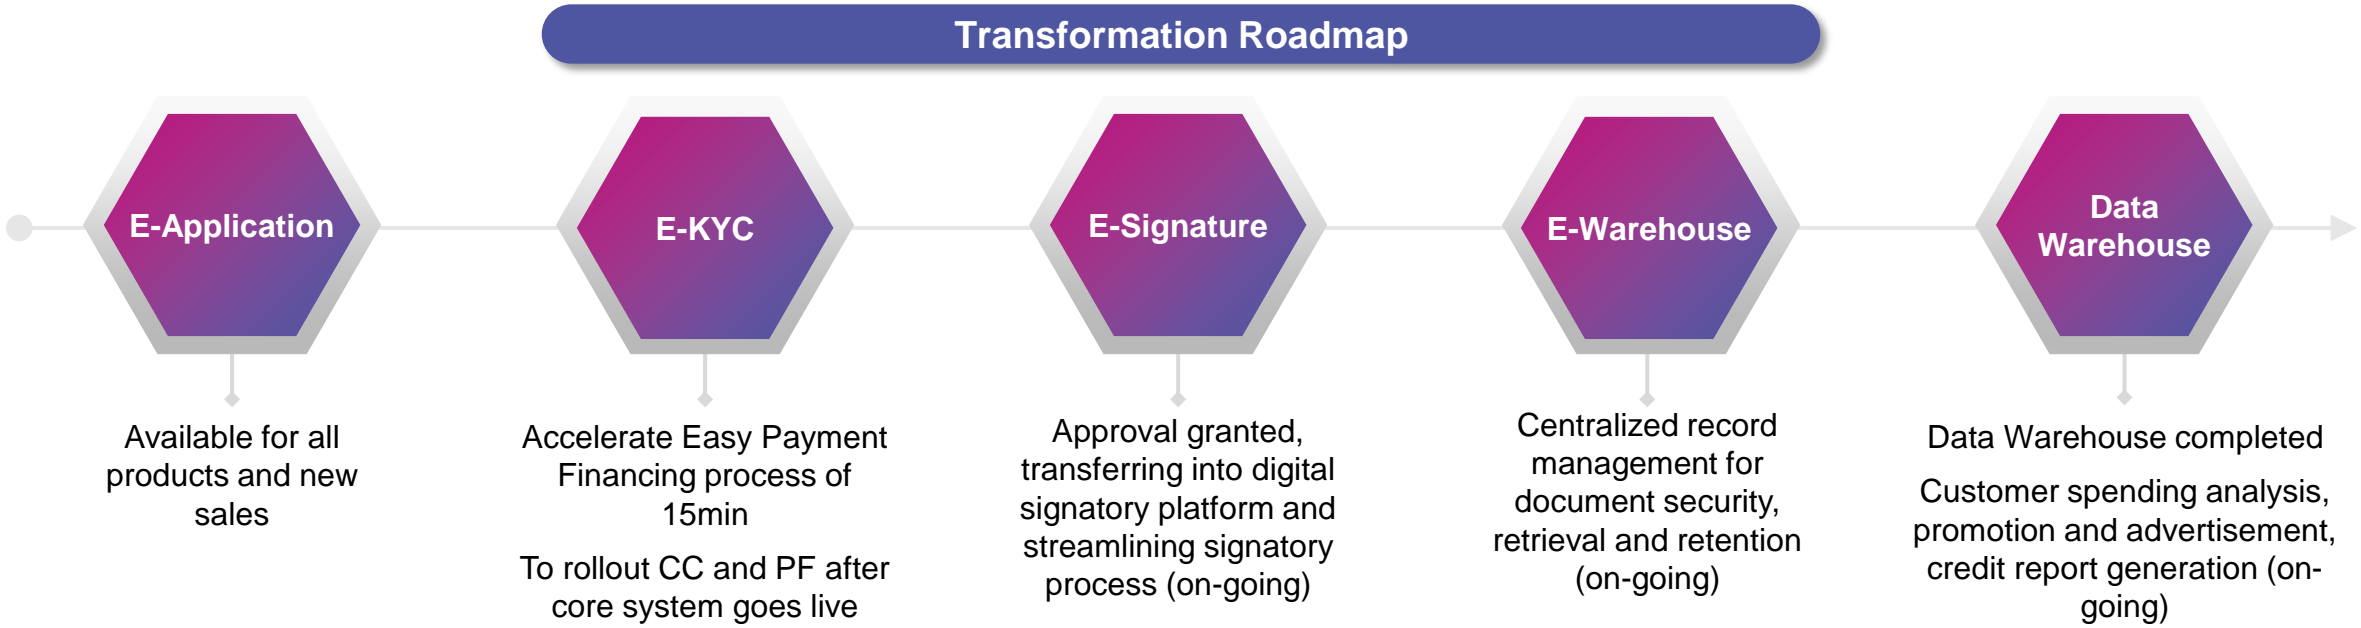 Transformation Roadmap
E-Application
E-KYC
E-Signature
E-Warehouse
Data
Warehouse
Available for all
products and new
sales
Accelerate Easy Payment
Financing process of
15min
To rollout CC and PF after
core system goes live
Approval granted,
transferring into digital
signatory platform and
streamlining signatory
process (on-going)
Centralized record
management for
document security,
retrieval and retention
(on-going)
Data Warehouse completed
Customer spending analysis,
promotion and advertisement,
credit report generation (on-
going)